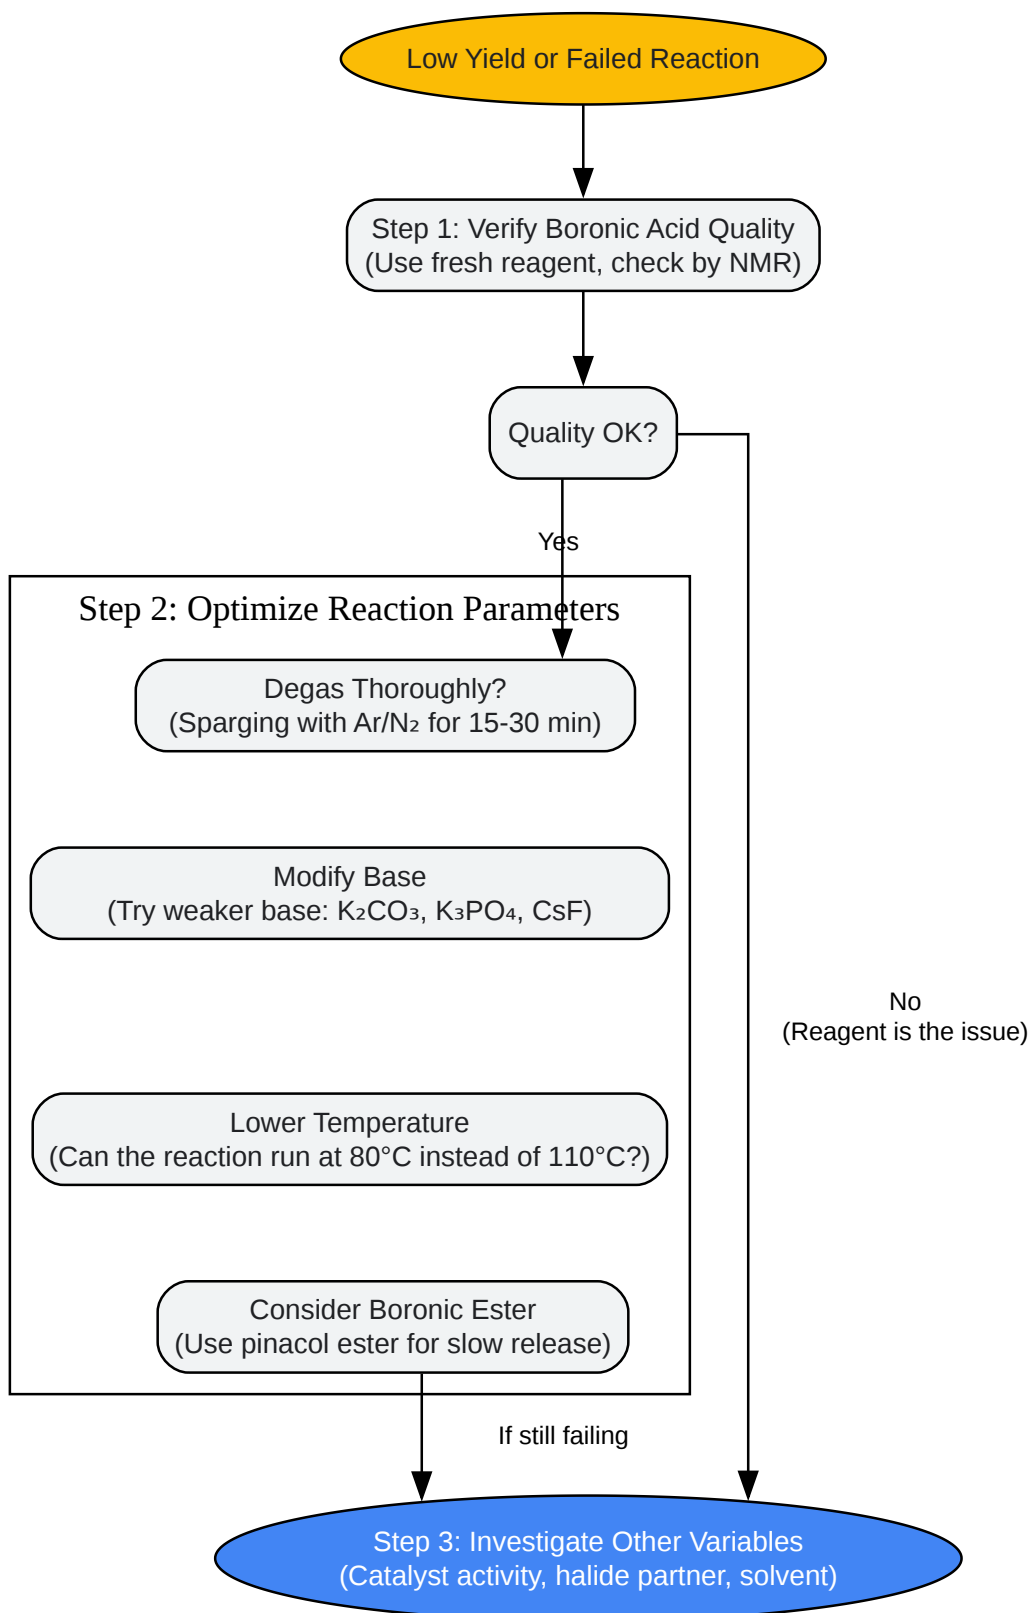 Low Yield or Failed Reaction
Step 1: Verify Boronic Acid Quality
(Use fresh reagent, check by NMR)
Quality OK?
Yes
Step 2: Optimize Reaction Parameters
Degas Thoroughly?
(Sparging with Ar/N₂ for 15-30 min)
Modify Base
(Try weaker base: K₂CO₃, K₃PO₄, CsF)
No
(Reagent is the issue)
Lower Temperature
(Can the reaction run at 80°C instead of 110°C?)
Consider Boronic Ester
(Use pinacol ester for slow release)
If still failing
Step 3: Investigate Other Variables
(Catalyst activity, halide partner, solvent)